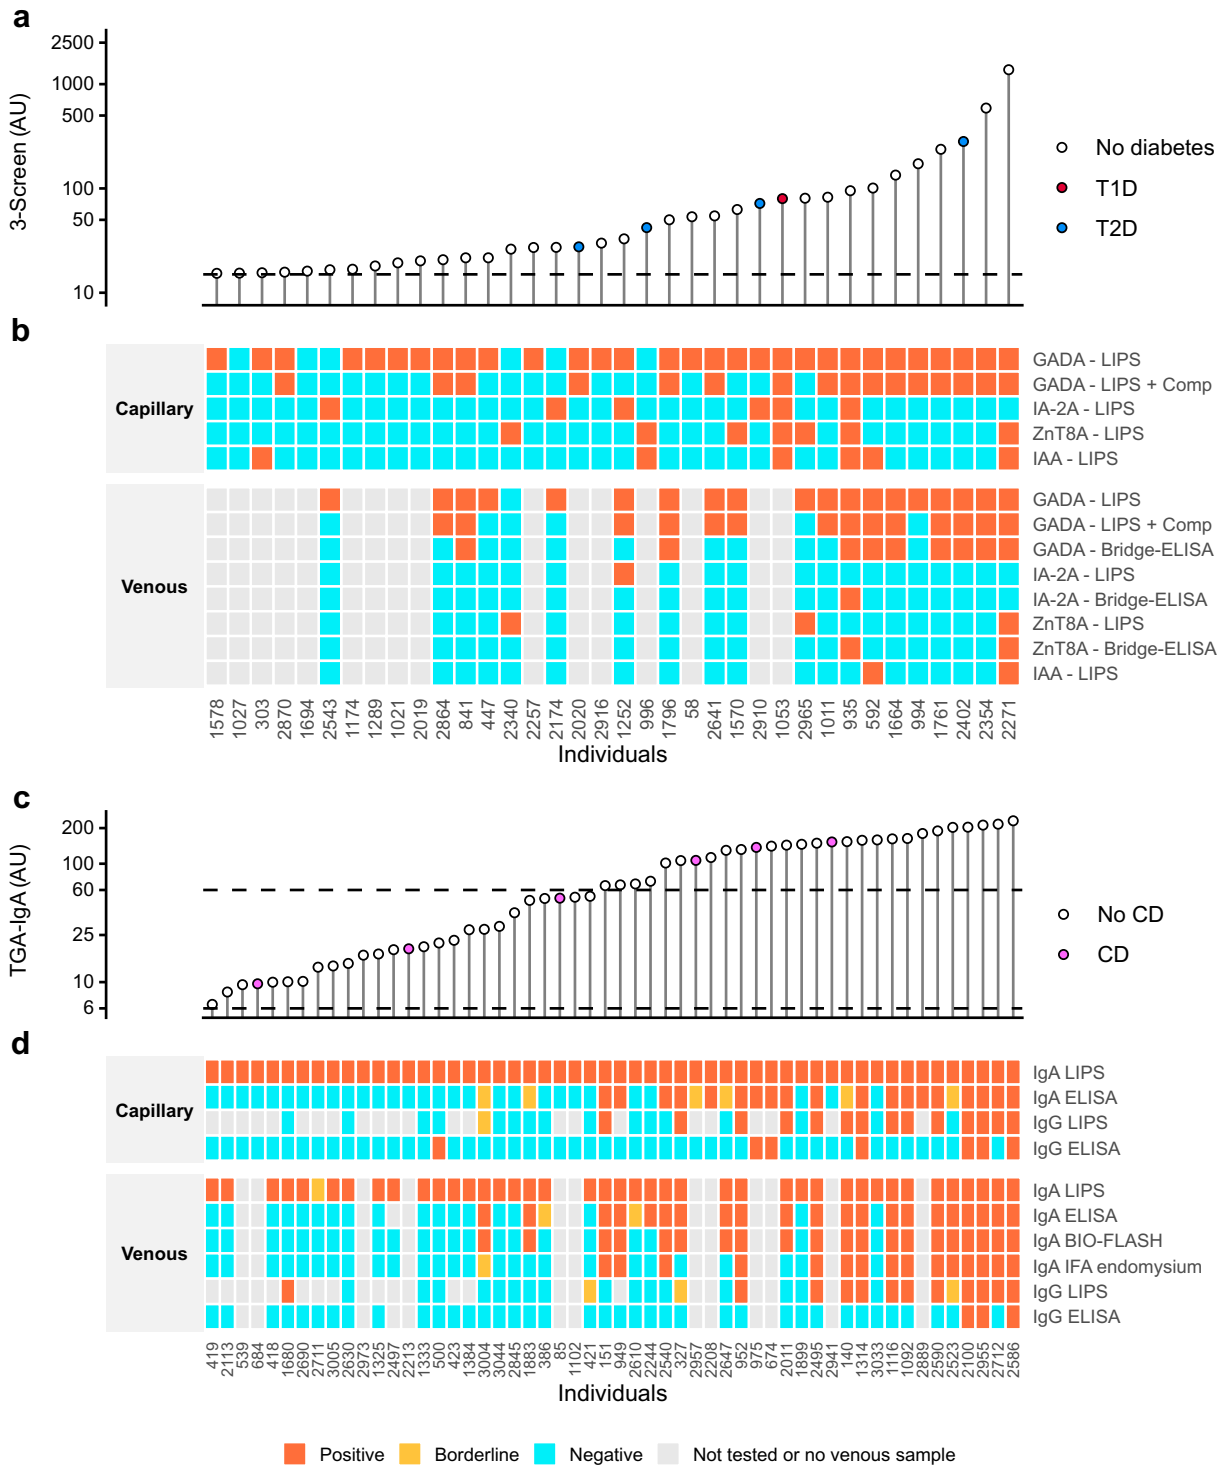 a
2500
1000
500
100
50
10
3-Screen (AU)
No diabetes
T1D
T2D
b
Capillary
GADA - LIPS
GADA - LIPS + Comp
IA-2A - LIPS
ZnT8A - LIPS
IAA - LIPS
Venous
GADA - LIPS
GADA - LIPS + Comp
GADA - Bridge-ELISA
IA-2A - LIPS
IA-2A - Bridge-ELISA
ZnT8A - LIPS
ZnT8A - Bridge-ELISA
IAA - LIPS
1578 1027 303 2870 1694 2543 1174 1289 1021 2019 2864 841 447 2340 2257 2174 2020 2916 1252 996 1796 58 2641 1570 2910 1053 2965 1011 935 592 1664 994 1761 2402 2354 2271
Individuals
c
200
100
60
25
10
6
TGA-IgA (AU)
No CD
CD
d
Capillary
IgA LIPS
IgA ELISA
IgG LIPS
IgG ELISA
Venous
IgA LIPS
IgA ELISA
IgA BIO-FLASH
IgA IFA endomysium
IgG LIPS
IgG ELISA
419 2113 539 684 418 1680 2690 2711 3005 2630 2973 1325 2497 2213 1333 500 423 1384 3004 3044 2845 1883 386 85 1102 421 151 949 2610 2244 2540 327 2957 2208 2647 952 975 674 2011 1899 2495 2941 140 1314 3033 1116 1092 2889 2590 2523 2100 2955 2712 2586
Individuals
Positive Borderline Negative Not tested or no venous sample